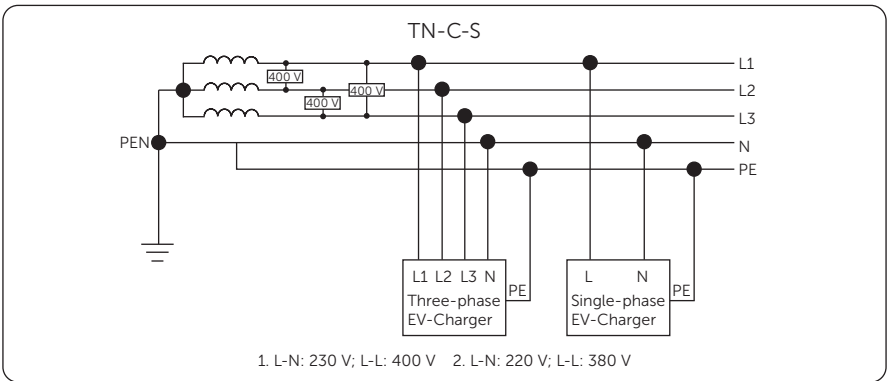 TN-C-S
L1
400 V
L2
400 V
400 V
L3
PEN
N
PE
L1 L2 L3 N
L N
PE
PE
Three-phase
EV-Charger
Single-phase
EV-Charger
1. L-N: 230 V; L-L: 400 V 2. L-N: 220 V; L-L: 380 V